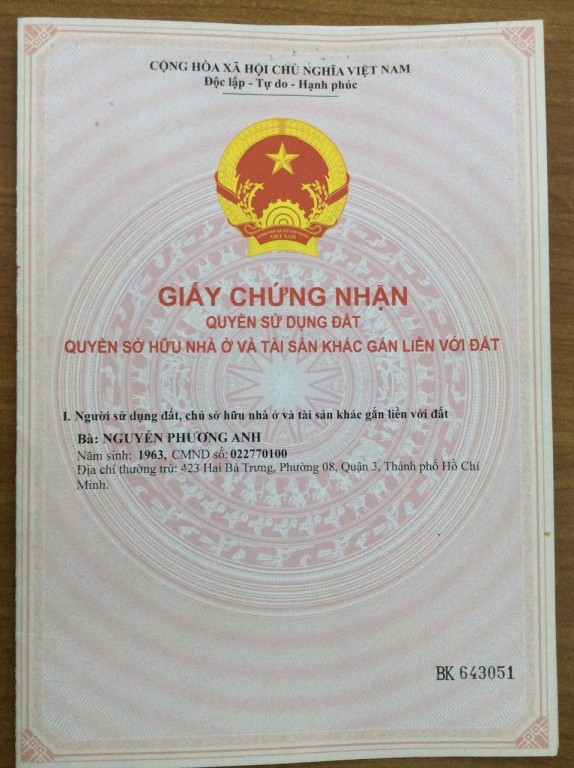 CỘNG HÒA XÃ HỘI CHỦ NGHĨA VIỆT NAM
Độc lập - Tự do - Hạnh phúc
VIỆT NAM
GIẤY CHỨNG NHẬN
QUYỀN SỬ DỤNG ĐẤT
QUYỀN SỞ HỮU NHÀ Ở VÀ TÀI SẢN KHÁC GẮN LIỀN VỚI ĐẤT
I. Người sử dụng đất, chủ sở hữu nhà ở và tài sản khác gắn liền với đất
Bà: NGUYỄN PHƯƠNG ANH
Năm sinh: 1963, CMND số: 022770100
Địa chỉ thường trú: 423 Hai Bà Trưng, Phường 08, Quận 3, Thành phố Hồ Chí
Minh.
BK 643051